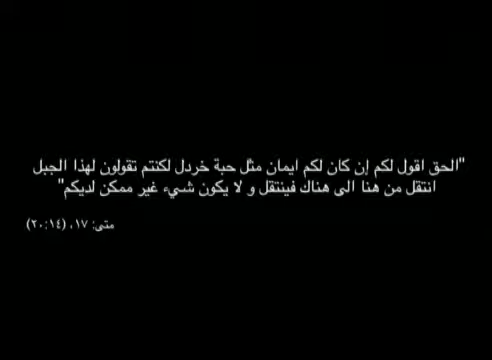 "الحق اقول لكم إن كان لكم ايمان مثل حبة خردل لكنتم تقولون لهذا الجبل
انتقل من هنا الى هناك فينتقل و لا يكون شيء غير ممكن لديكم"
متى: ١٧، (٢٠:١٤)